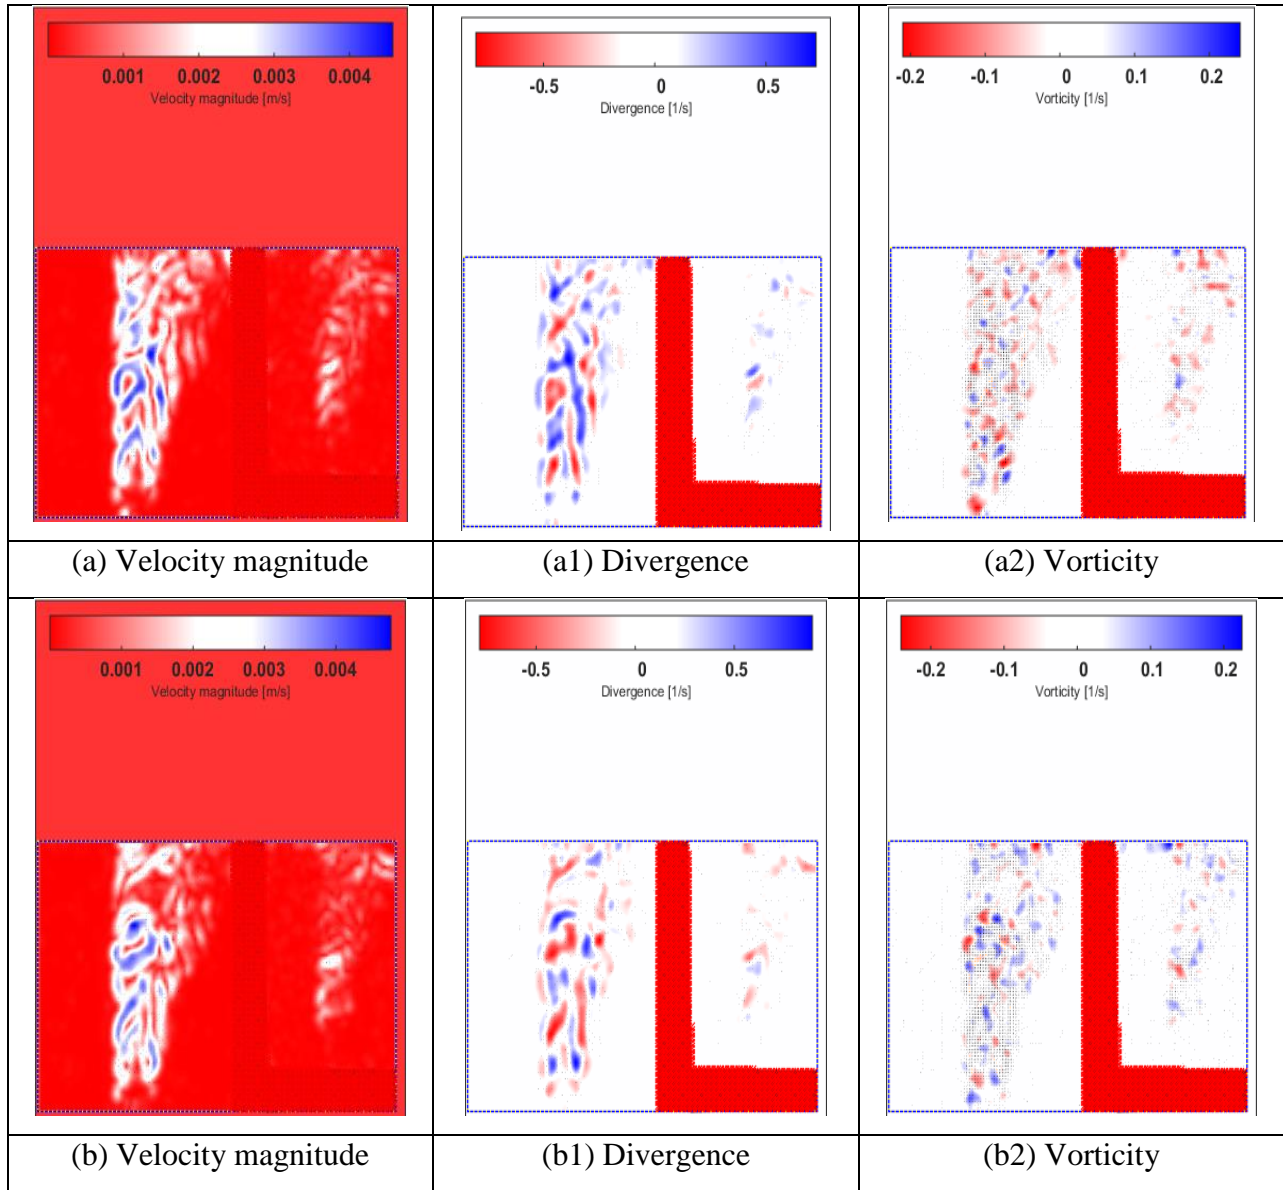 0.001 0.002 0.003 0.004
Velocity magnitude [m/s]
-0.5 0 0.5
Divergence [1/s]
-0.2 -0.1 0 0.1 0.2
Vorticity [1/s]
(a) Velocity magnitude
(a1) Divergence
(a2) Vorticity
0.001 0.002 0.003 0.004
Velocity magnitude [m/s]
-0.5 0 0.5
Divergence [1/s]
-0.2 -0.1 0 0.1 0.2
Vorticity [1/s]
(b) Velocity magnitude
(b1) Divergence
(b2) Vorticity